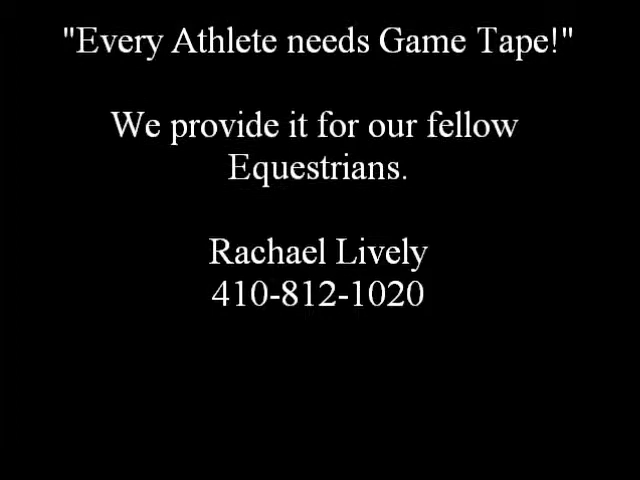 "Every Athlete needs Game Tape!"
We provide it for our fellow
Equestrians.
Rachael Lively
410-812-1020